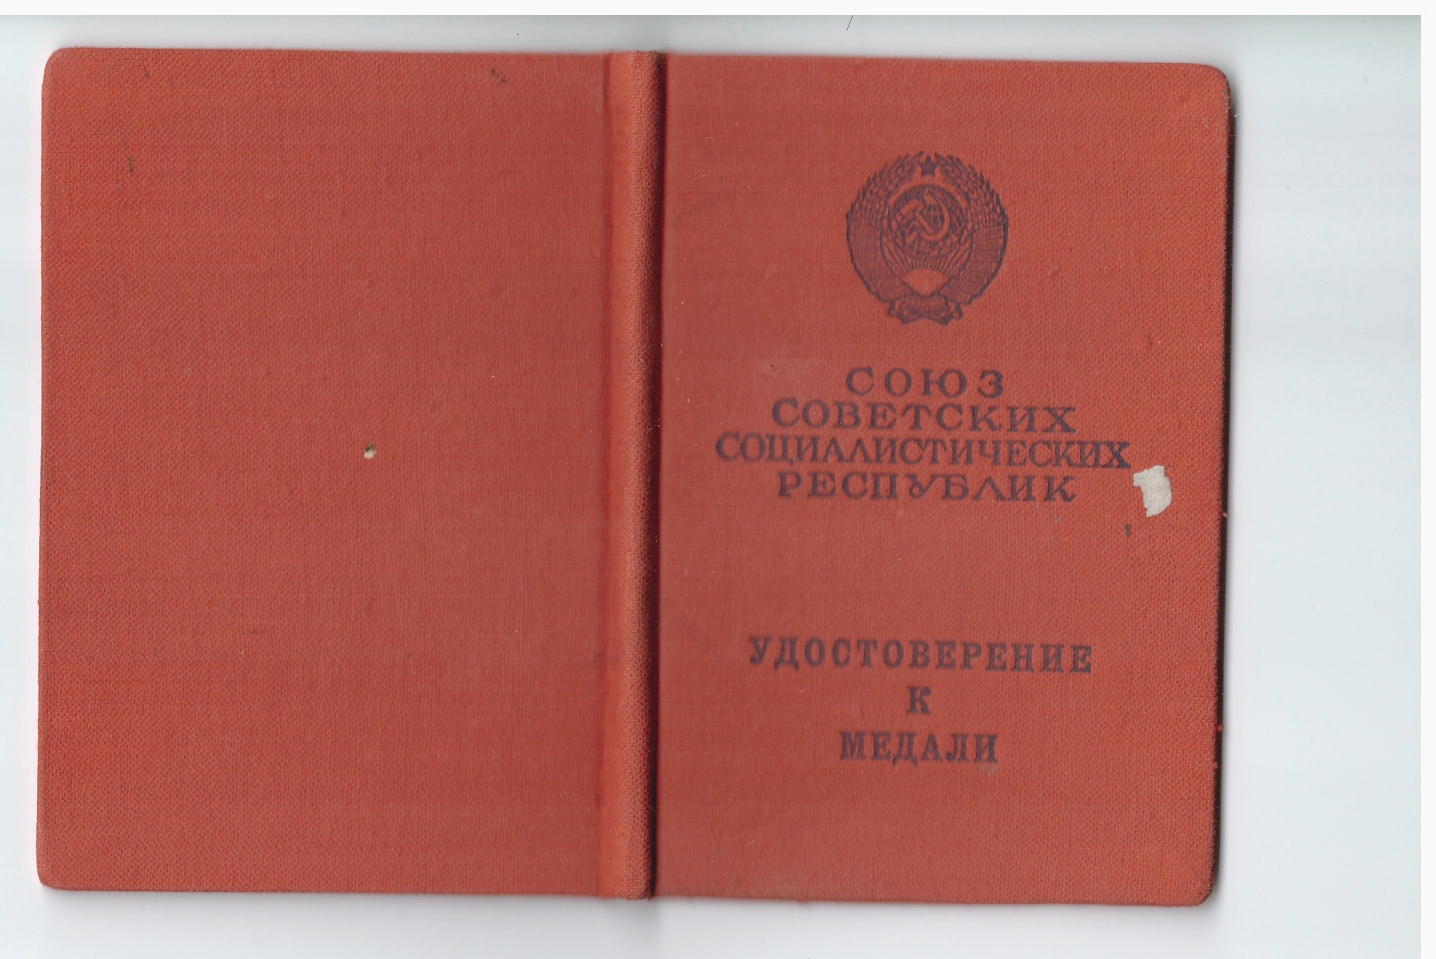 СОЮЗ
СОВЕТСКИХ
СОЦИАЛИСТИЧЕСКИХ
РЕСПУБЛИК
УДОСТОВЕРЕНИЕ
К
МЕДАЛИ